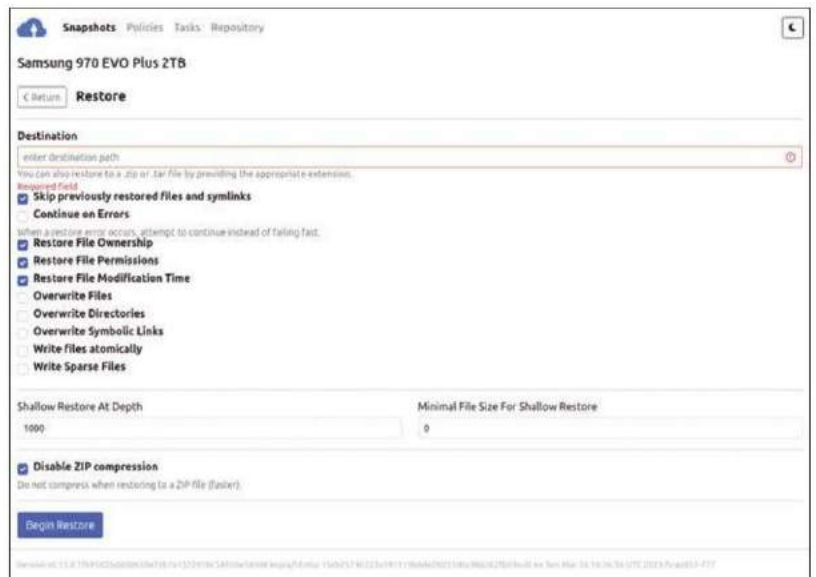 Snapshots Policies Tasks Repository
Samsung 970 EVO Plus 2TB
< Return Restore
Destination
enter destination path
You can also restore to a .zip or .tar file by providing the appropriate extension.
Required field
Skip previously restored files and symlinks
Continue on Errors
When a restore error occurs, attempt to continue instead of failing fast.
Restore File Ownership
Restore File Permissions
Restore File Modification Time
Overwrite Files
Overwrite Directories
Overwrite Symbolic Links
Write files atomically
Write Sparse Files
Shallow Restore At Depth Minimal File Size For Shallow Restore
1000 0
Disable ZIP compression
Do not compress when restoring to a ZIP file (faster).
Begin Restore